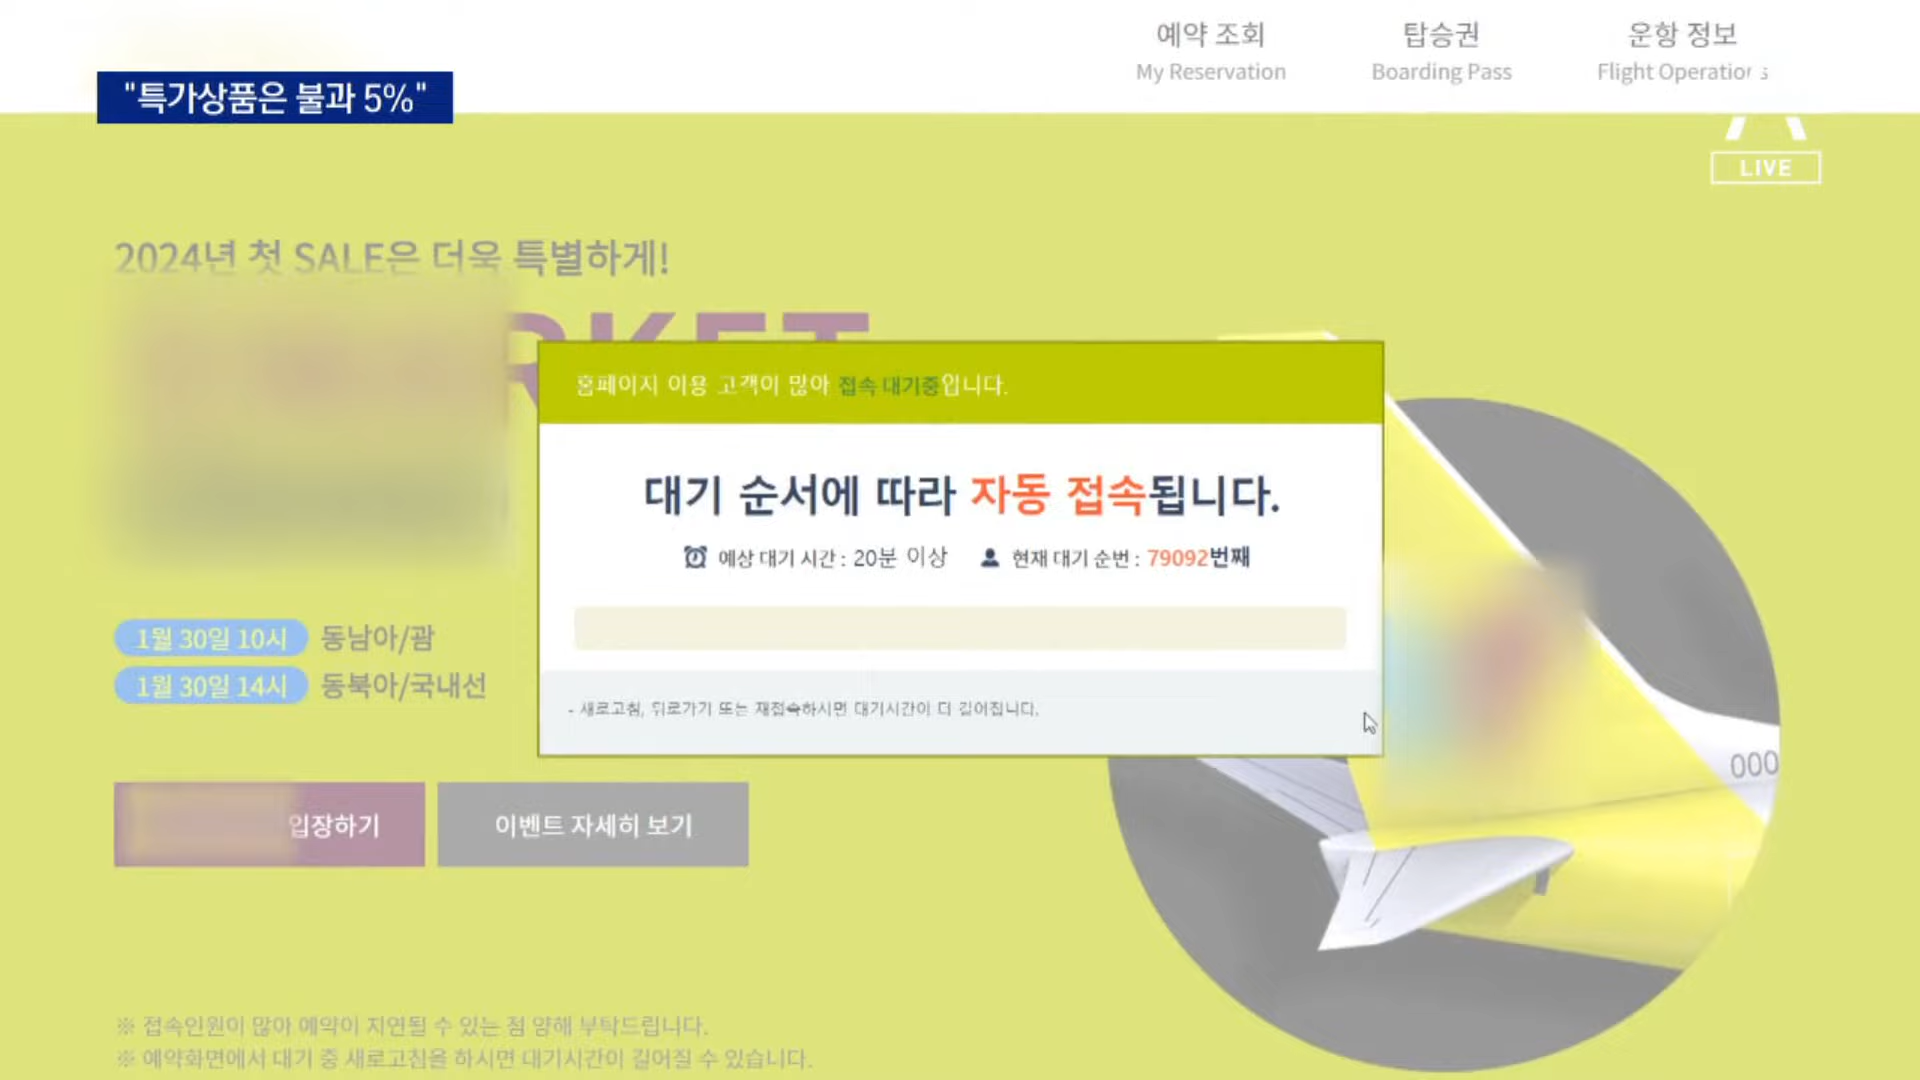 예약 조회
My Reservation
탑승권
Boarding Pass
운항 정보
Flight Operations
"특가상품은 불과 5%"
LIVE
2024년 첫 SALE은 더욱 특별하게!
RKET
홈페이지 이용 고객이 많아 접속 대기중입니다.
대기 순서에 따라 자동 접속됩니다.
예상 대기 시간 : 20분 이상
현재 대기 순번 : 79092번째
- 새로고침, 뒤로가기 또는 재접속하시면 대기시간이 더 길어집니다.
1월 30일 10시 동남아/괌
1월 30일 14시 동북아/국내선
000
입장하기
이벤트 자세히 보기
※ 접속인원이 많아 예약이 지연될 수 있는 점 양해 부탁드립니다.
※ 예약화면에서 대기 중 새로고침을 하시면 대기시간이 길어질 수 있습니다.